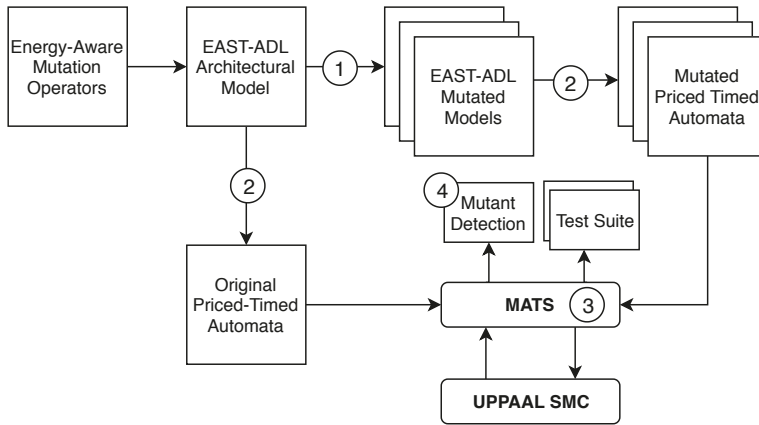 Energy-Aware
Mutation
Operators
EAST-ADL
Architectural
Model
1
EAST-ADL
Mutated
Models
2
Mutated
Priced Timed
Automata
2
4
Mutant
Detection
Test Suite
Original
Priced-Timed
Automata
MATS
3
UPPAAL SMC